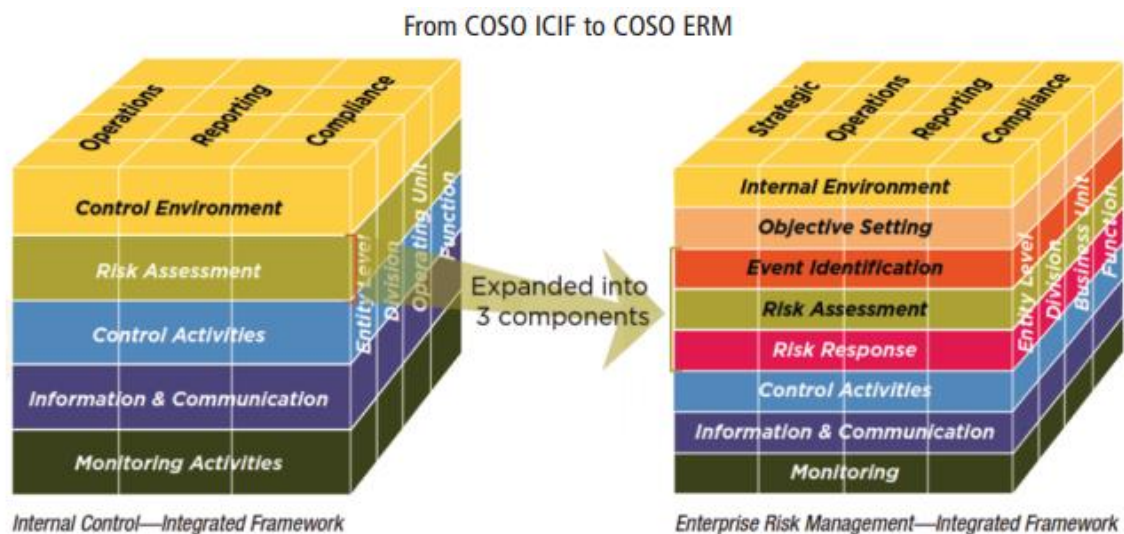 From COSO ICIF to COSO ERM
Operations
Reporting
Compliance
Control Environment
Risk Assessment
Control Activities
Information & Communication
Monitoring Activities
Entity Level
Division
Operating Unit
Function
Internal Control—Integrated Framework
Expanded into
3 components
Strategic
Operations
Reporting
Compliance
Internal Environment
Objective Setting
Event Identification
Risk Assessment
Risk Response
Control Activities
Information & Communication
Monitoring
Entity Level
Division
Business Unit
Function
Enterprise Risk Management—Integrated Framework